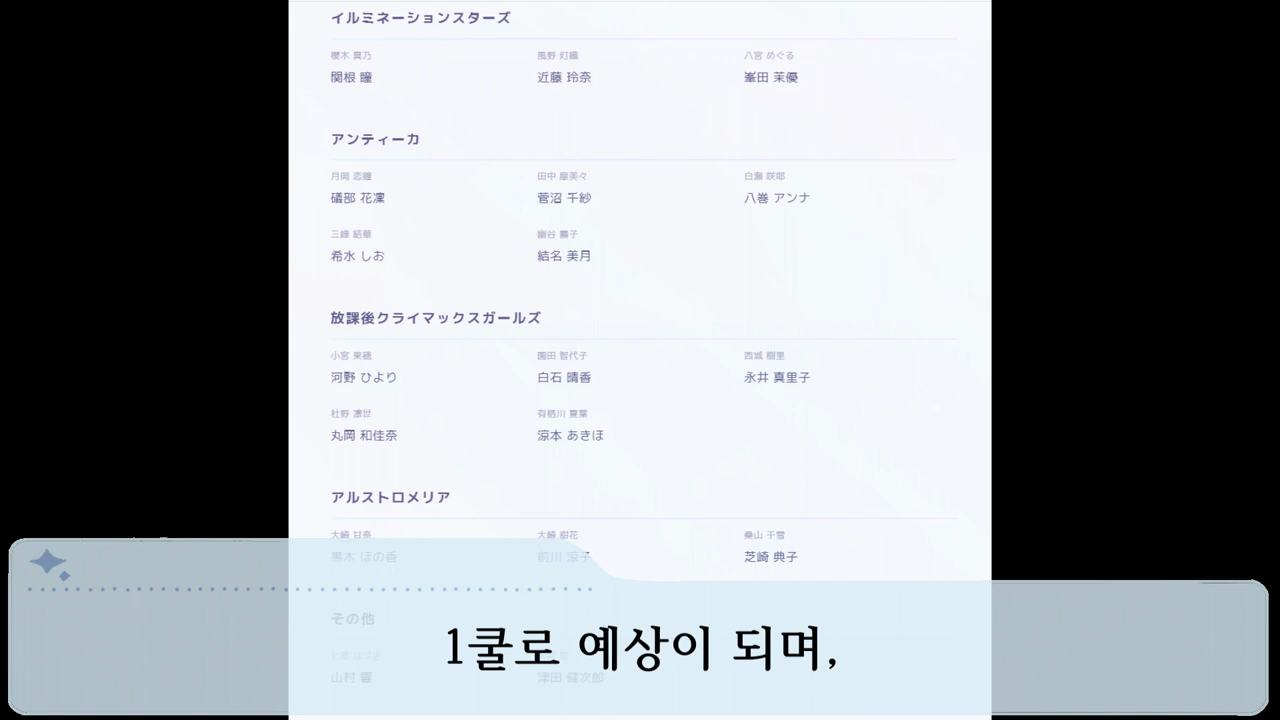 イルミネーションスターズ
櫻木 真乃 風野 灯織 八宮 めぐる
関根 瞳 近藤 玲奈 峯田 茉優
アンティーカ
月岡 恋鐘 田中 摩美々 白瀬 咲耶
礒部 花凜 菅沼 千紗 八巻 アンナ
三峰 結華 幽谷 霧子
希水 しお 結名 美月
放課後クライマックスガールズ
小宮 果穂 園田 智代子 西城 樹里
河野 ひより 白石 晴香 永井 真里子
杜野 凛世 有栖川 夏葉
丸岡 和佳奈 涼本 あきほ
アルストロメリア
大崎 甘奈 大崎 甜花 桑山 千雪
黒木 ほの香 前川 涼子 芝崎 典子
その他
七草 はづき
山村 響 津田 健次郎
1쿨로 예상이 되며,